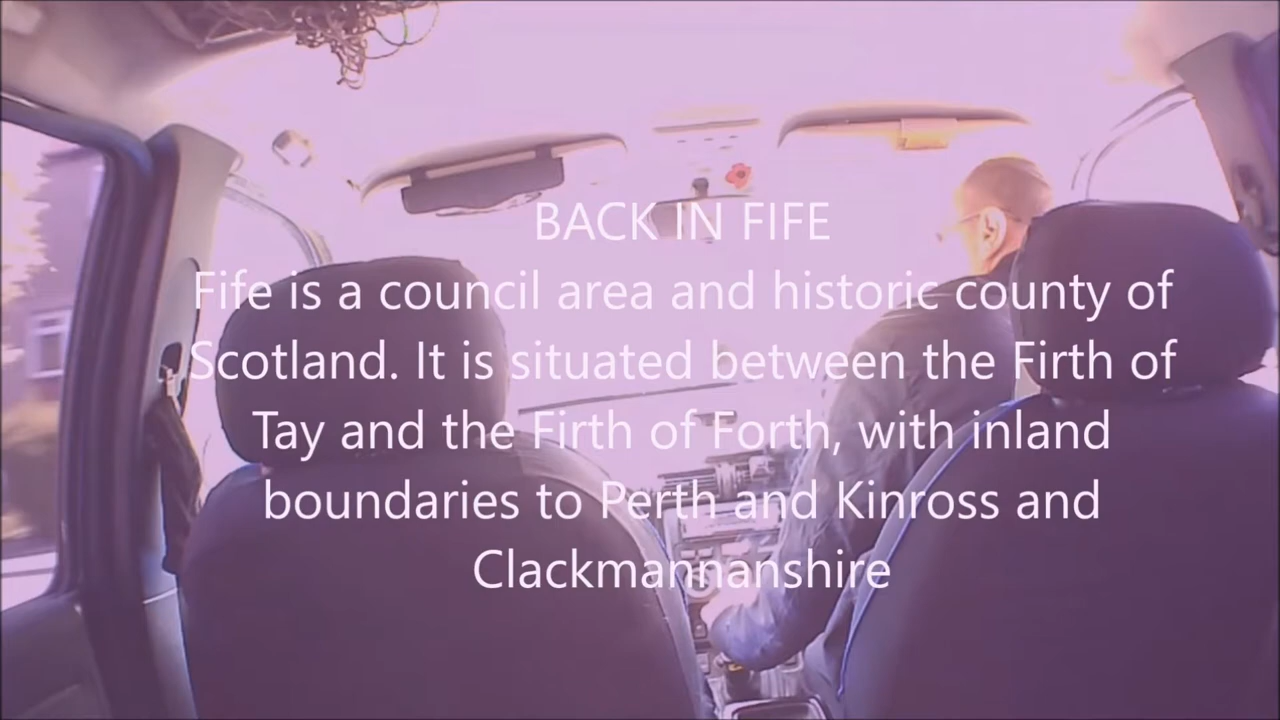 BACK IN FIFE
Fife is a council area and historic county of
Scotland. It is situated between the Firth of
Tay and the Firth of Forth, with inland
boundaries to Perth and Kinross and
Clackmannanshire